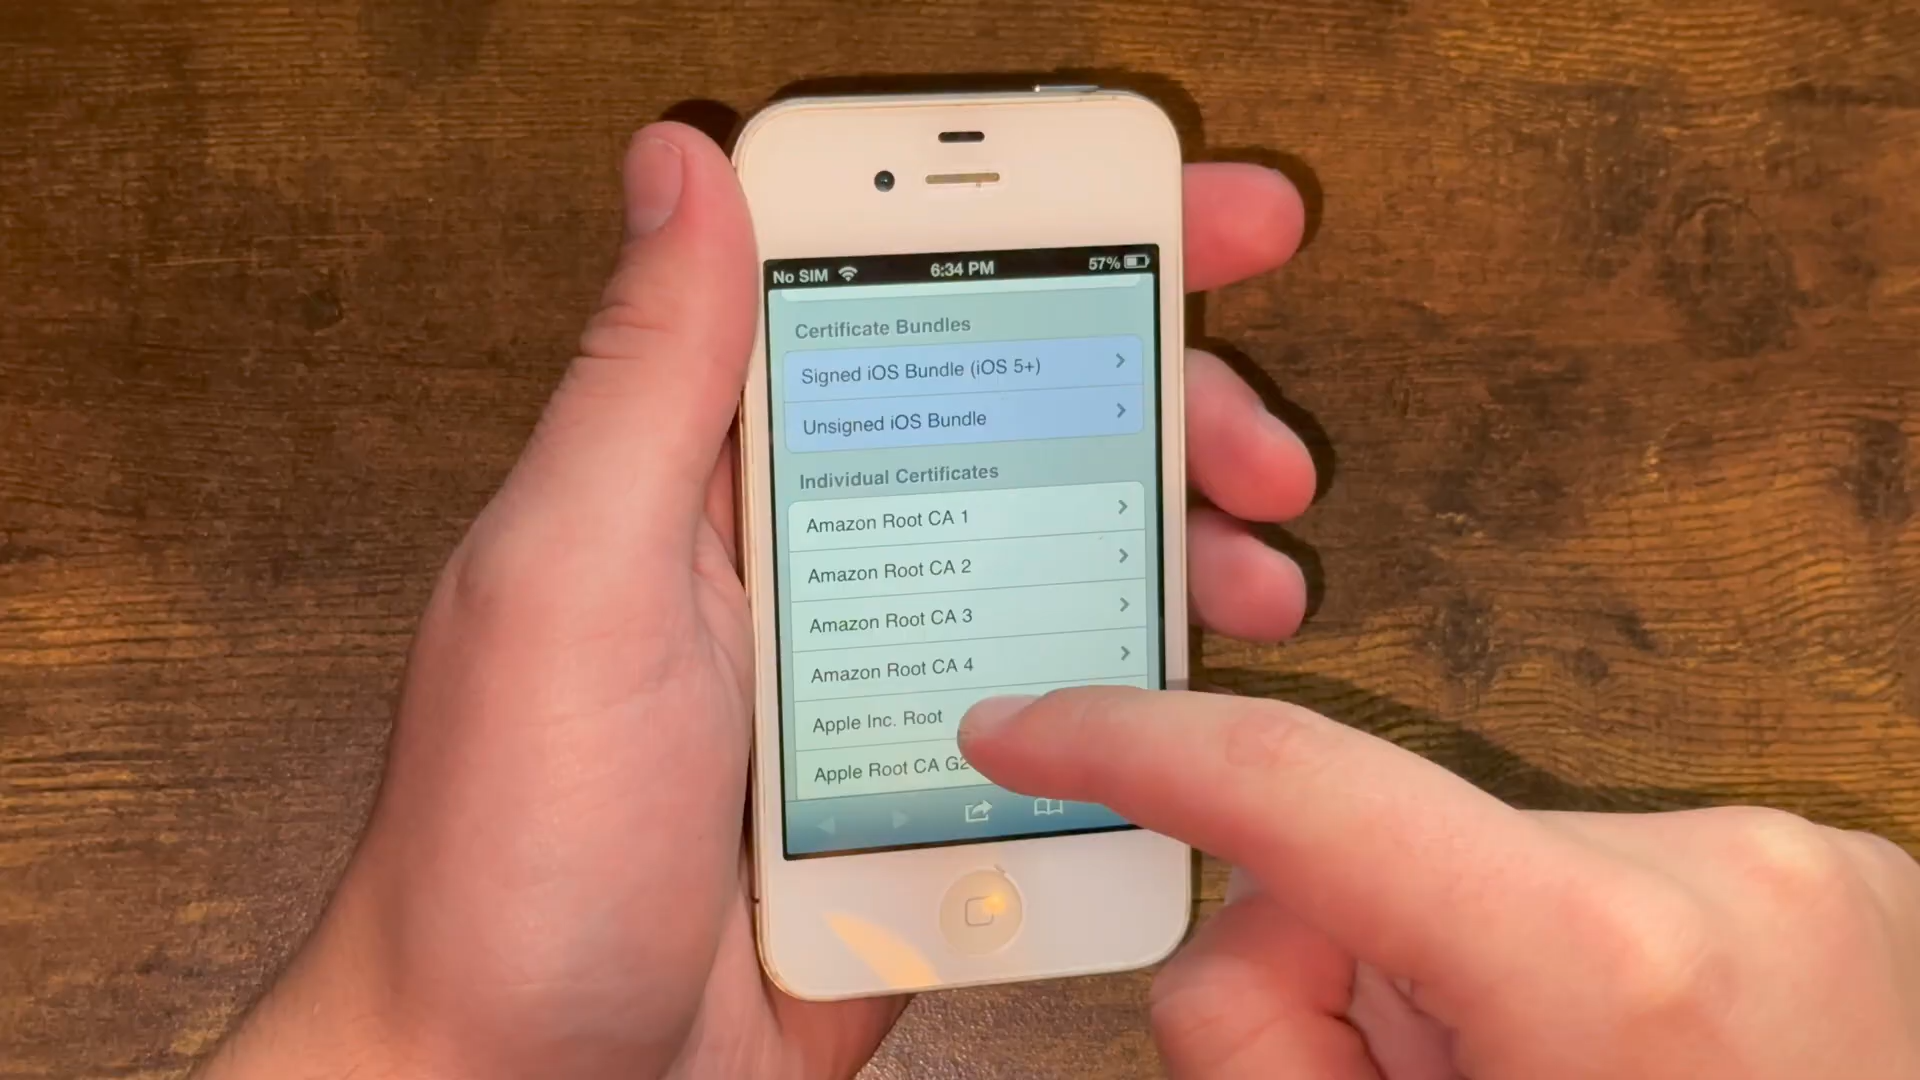 No SIM 6:34 PM 57%
Certificate Bundles
Signed iOS Bundle (iOS 5+)
Unsigned iOS Bundle
Individual Certificates
Amazon Root CA 1
Amazon Root CA 2
Amazon Root CA 3
Amazon Root CA 4
Apple Inc. Root
Apple Root CA G2